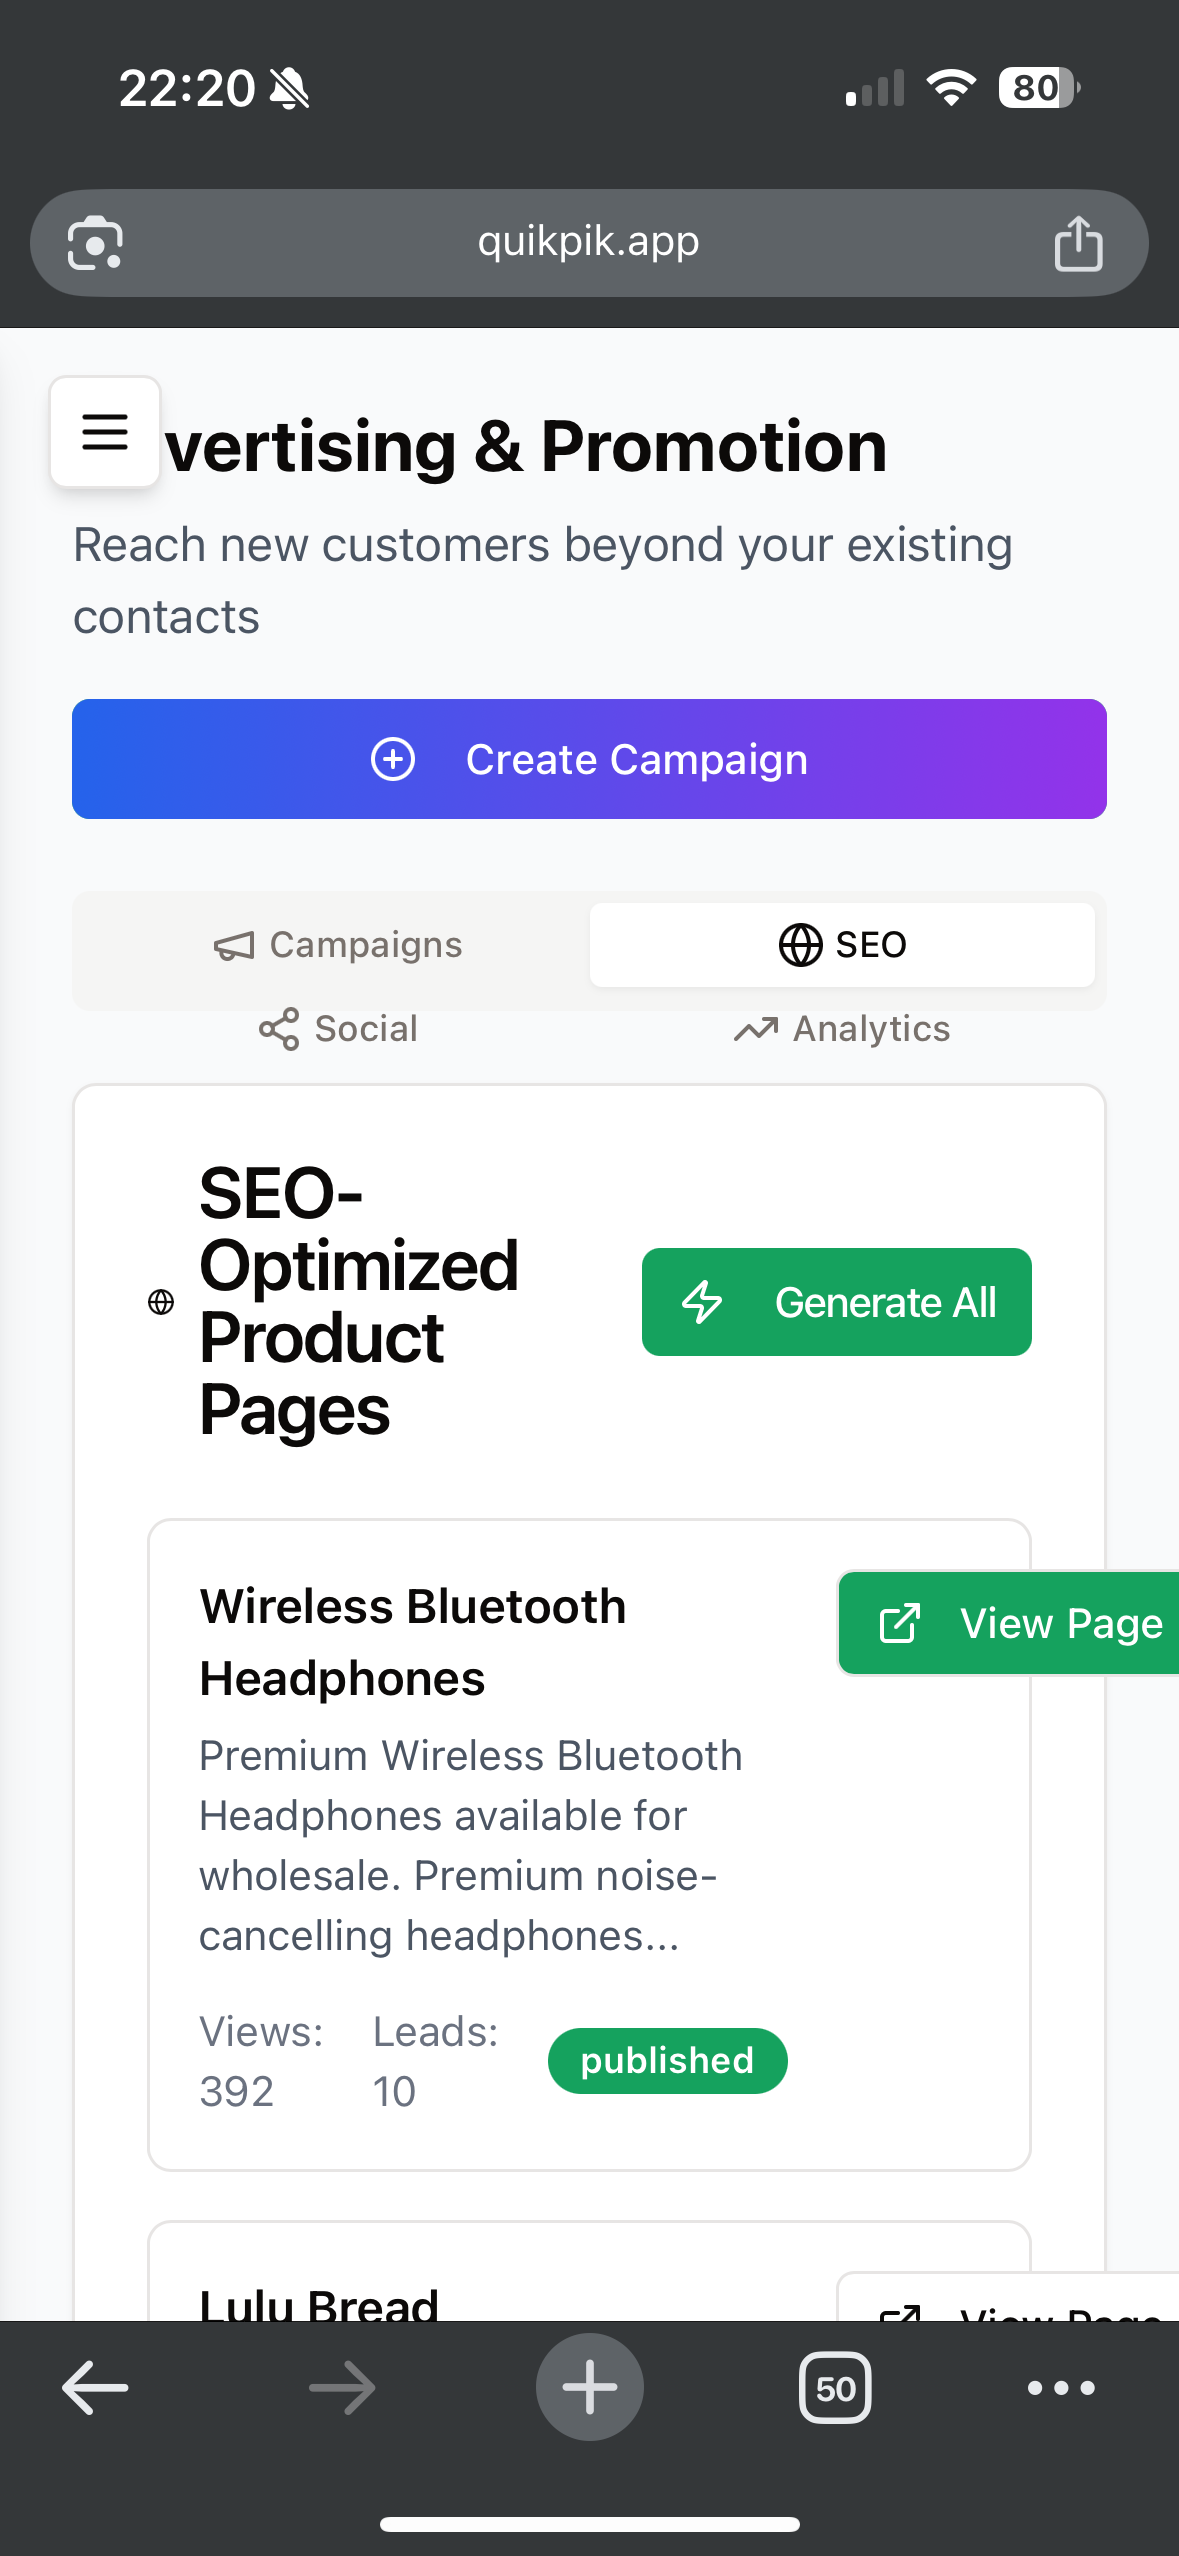 22:20
80
quikpik.app
vertising & Promotion
Reach new customers beyond your existing
contacts
Create Campaign
Campaigns
SEO
Social
Analytics
SEO-
Optimized
Product
Pages
Generate All
Wireless Bluetooth
Headphones
View Page
Premium Wireless Bluetooth
Headphones available for
wholesale. Premium noise-
cancelling headphones...
Views:
392
Leads:
10
published
Lulu Bread
View Page
50